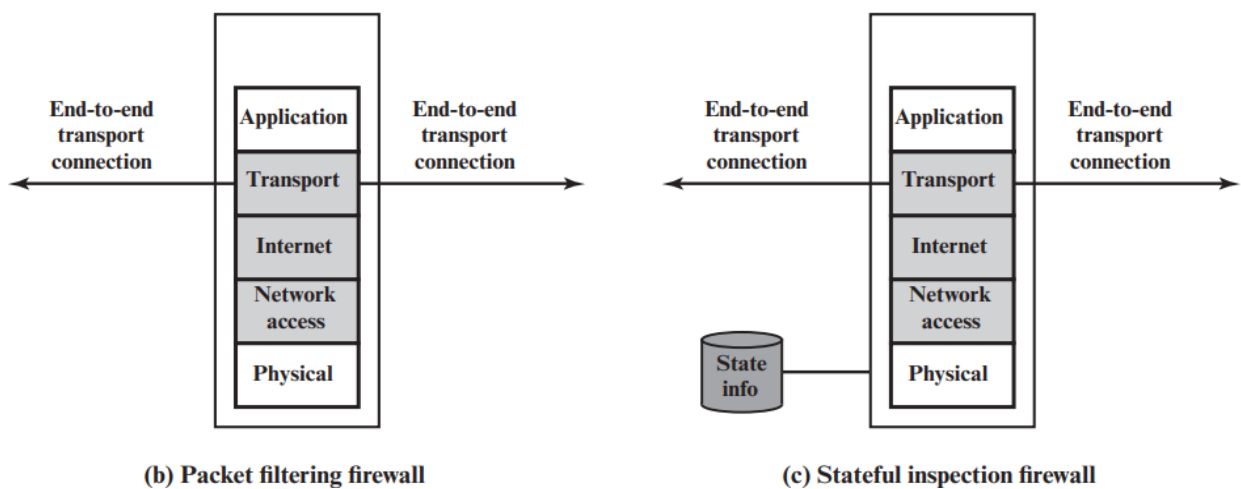 End-to-end
transport
connection
Application
Transport
Internet
Network
access
Physical
End-to-end
transport
connection
(b) Packet filtering firewall
End-to-end
transport
connection
Application
Transport
Internet
Network
access
Physical
End-to-end
transport
connection
State
info
(c) Stateful inspection firewall